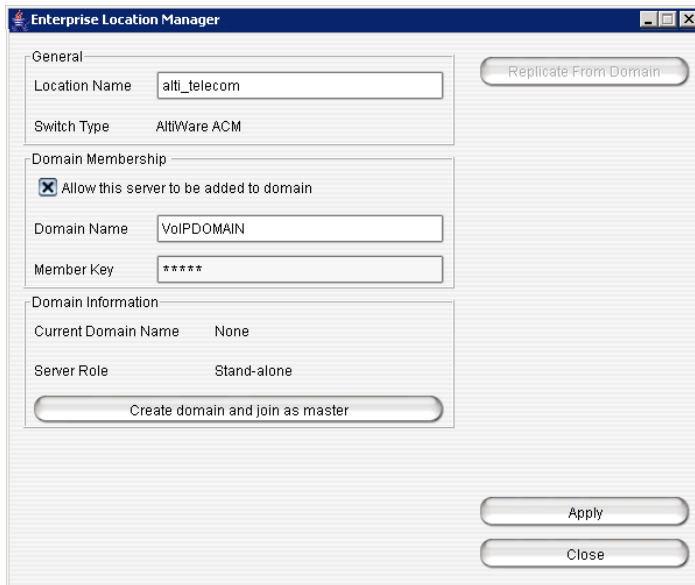 Enterprise Location Manager
General
Location Name alti_telecom
Switch Type AltiWare ACM
Replicate From Domain
Domain Membership
Allow this server to be added to domain
Domain Name VoIPDOMAIN
Member Key *****
Domain Information
Current Domain Name None
Server Role Stand-alone
Create domain and join as master
Apply
Close